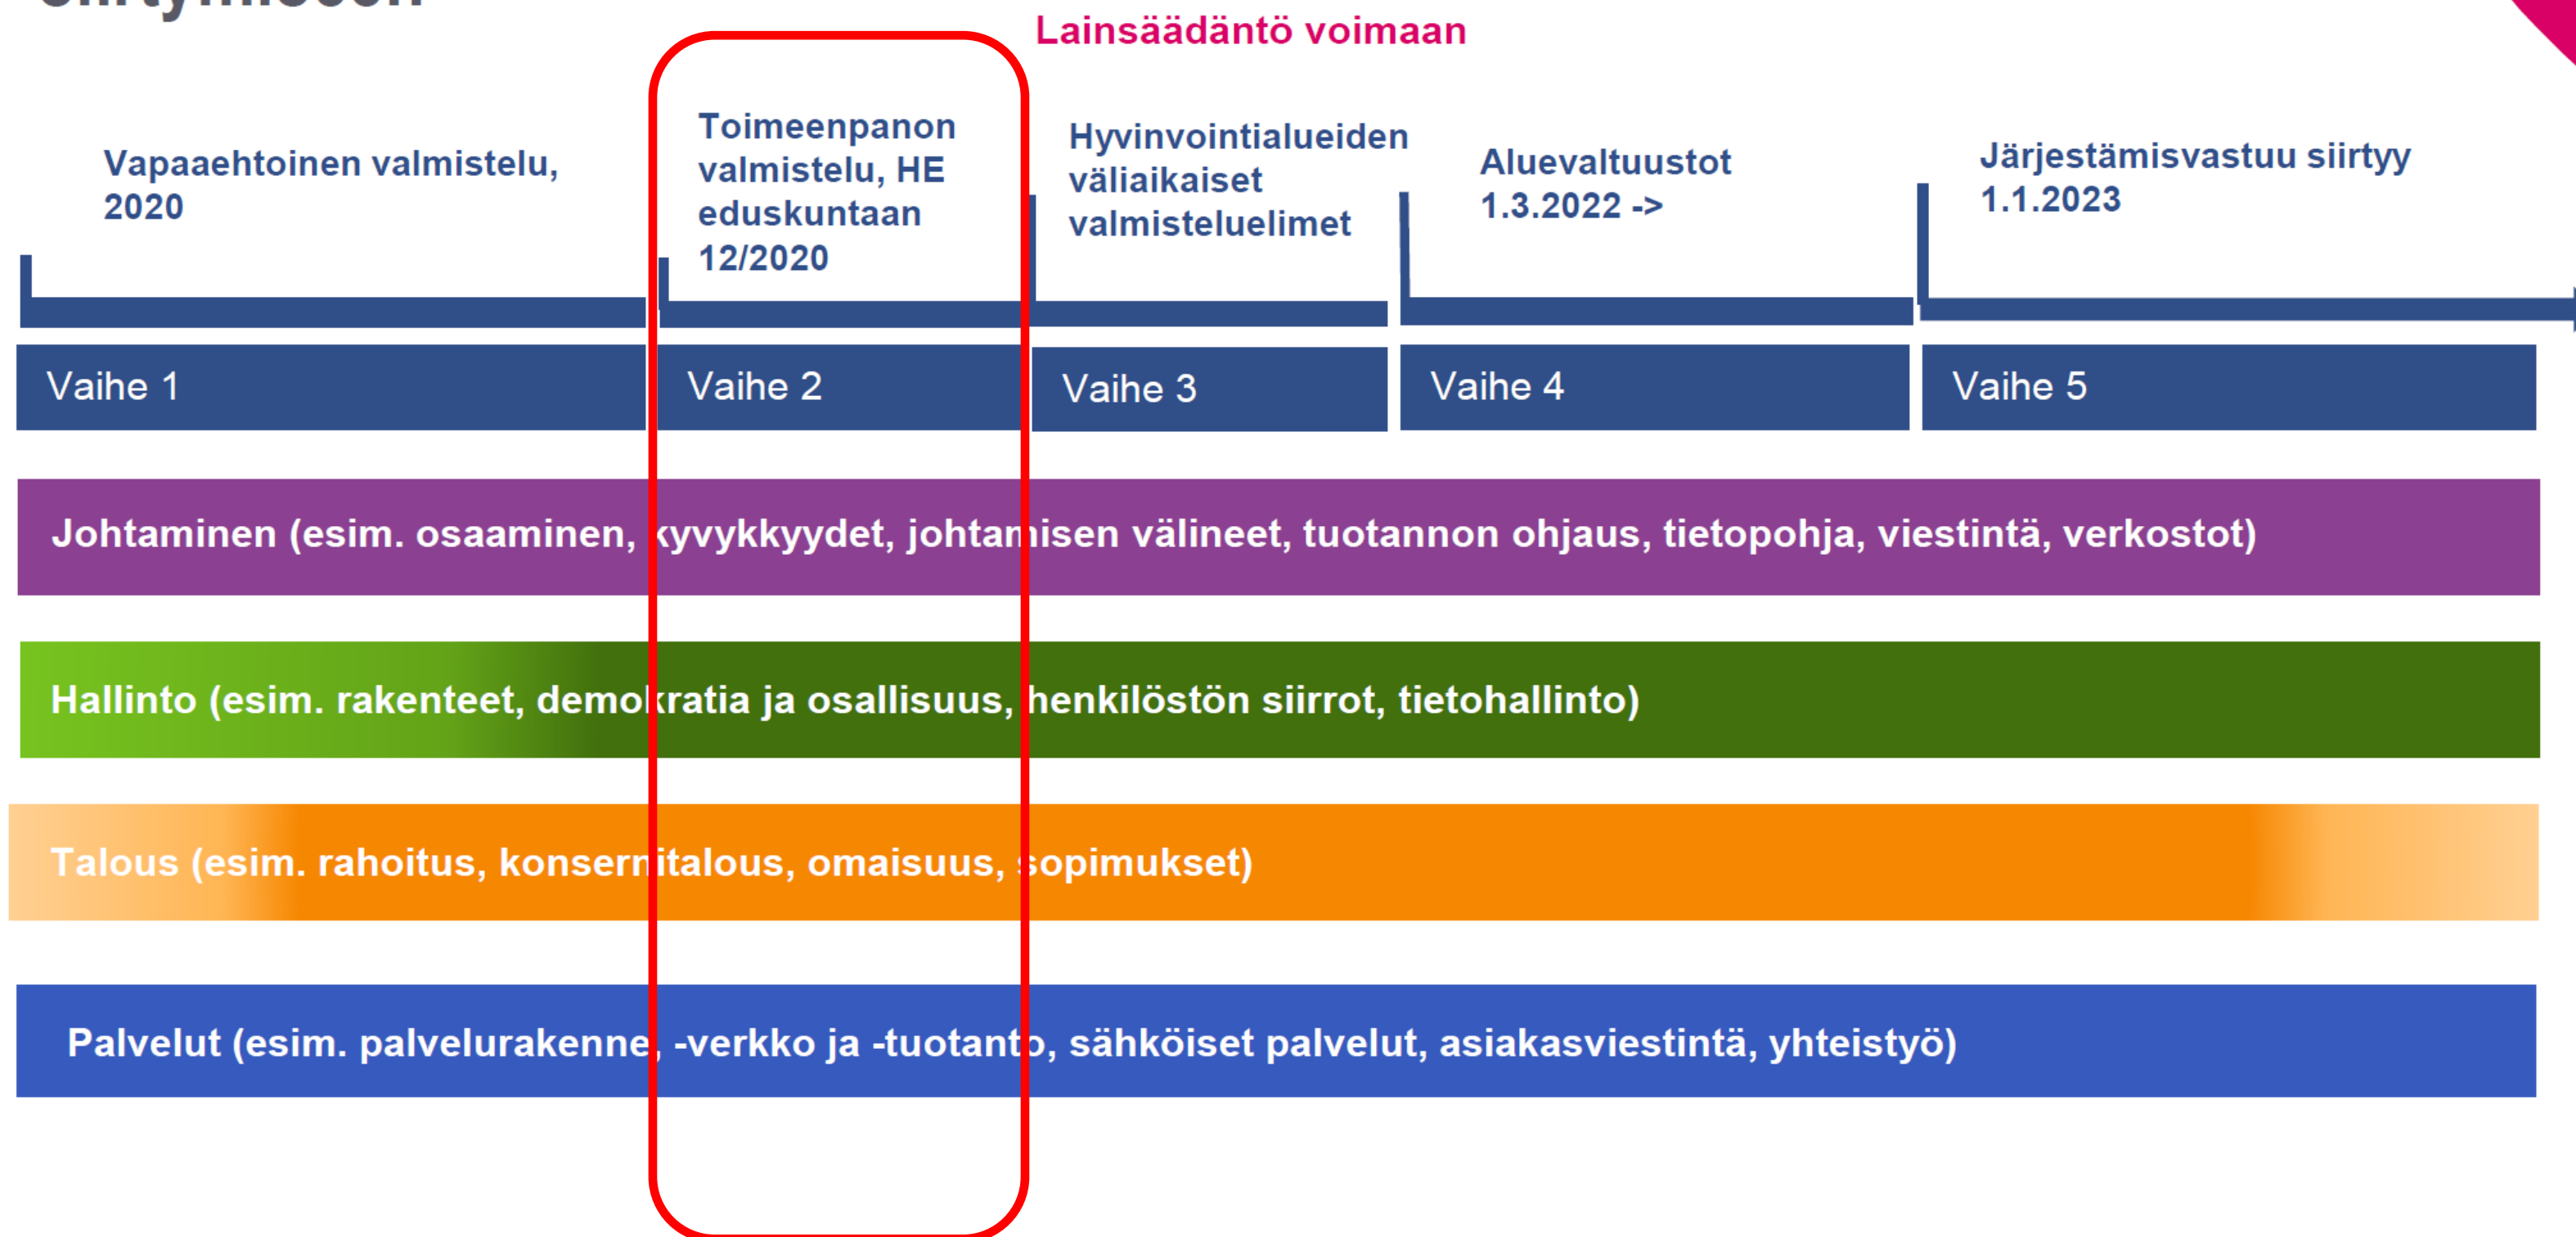 Lainsäädäntö voimaan
Vapaaehtoinen valmistelu,
2020
Toimeenpanon
valmistelu, HE
eduskuntaan
12/2020
Hyvinvointialueiden
väliaikaiset
valmisteluelimet
Aluevaltuustot
1.3.2022 ->
Järjestämisvastuu siirtyy
1.1.2023
Vaihe 1
Vaihe 2
Vaihe 3
Vaihe 4
Vaihe 5
Johtaminen (esim. osaaminen, kyvykkyydet, johtamisen välineet, tuotannon ohjaus, tietopohja, viestintä, verkostot)
Hallinto (esim. rakenteet, demokratia ja osallisuus, henkilöstön siirrot, tietohallinto)
Talous (esim. rahoitus, konsernitalous, omaisuus, sopimukset)
Palvelut (esim. palvelurakenne, -verkko ja -tuotanto, sähköiset palvelut, asiakasviestintä, yhteistyö)